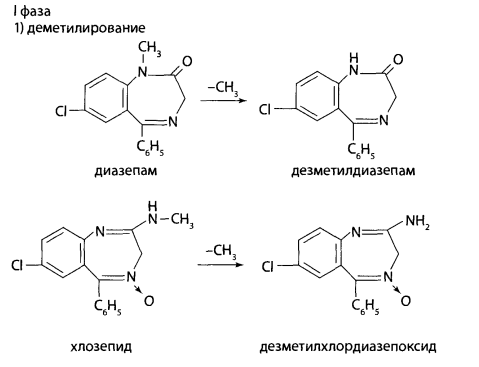 I фаза
1) деметилирование
CH₃
N
O
–CH₃
H
N
O
Cl
N
Cl
N
C₆H₅
C₆H₅
диазепам
дезметилдиазепам
H
N
N–CH₃
–CH₃
N
NH₂
Cl
N
O
Cl
N
O
C₆H₅
C₆H₅
хлозепид
дезметилхлордиазепоксид